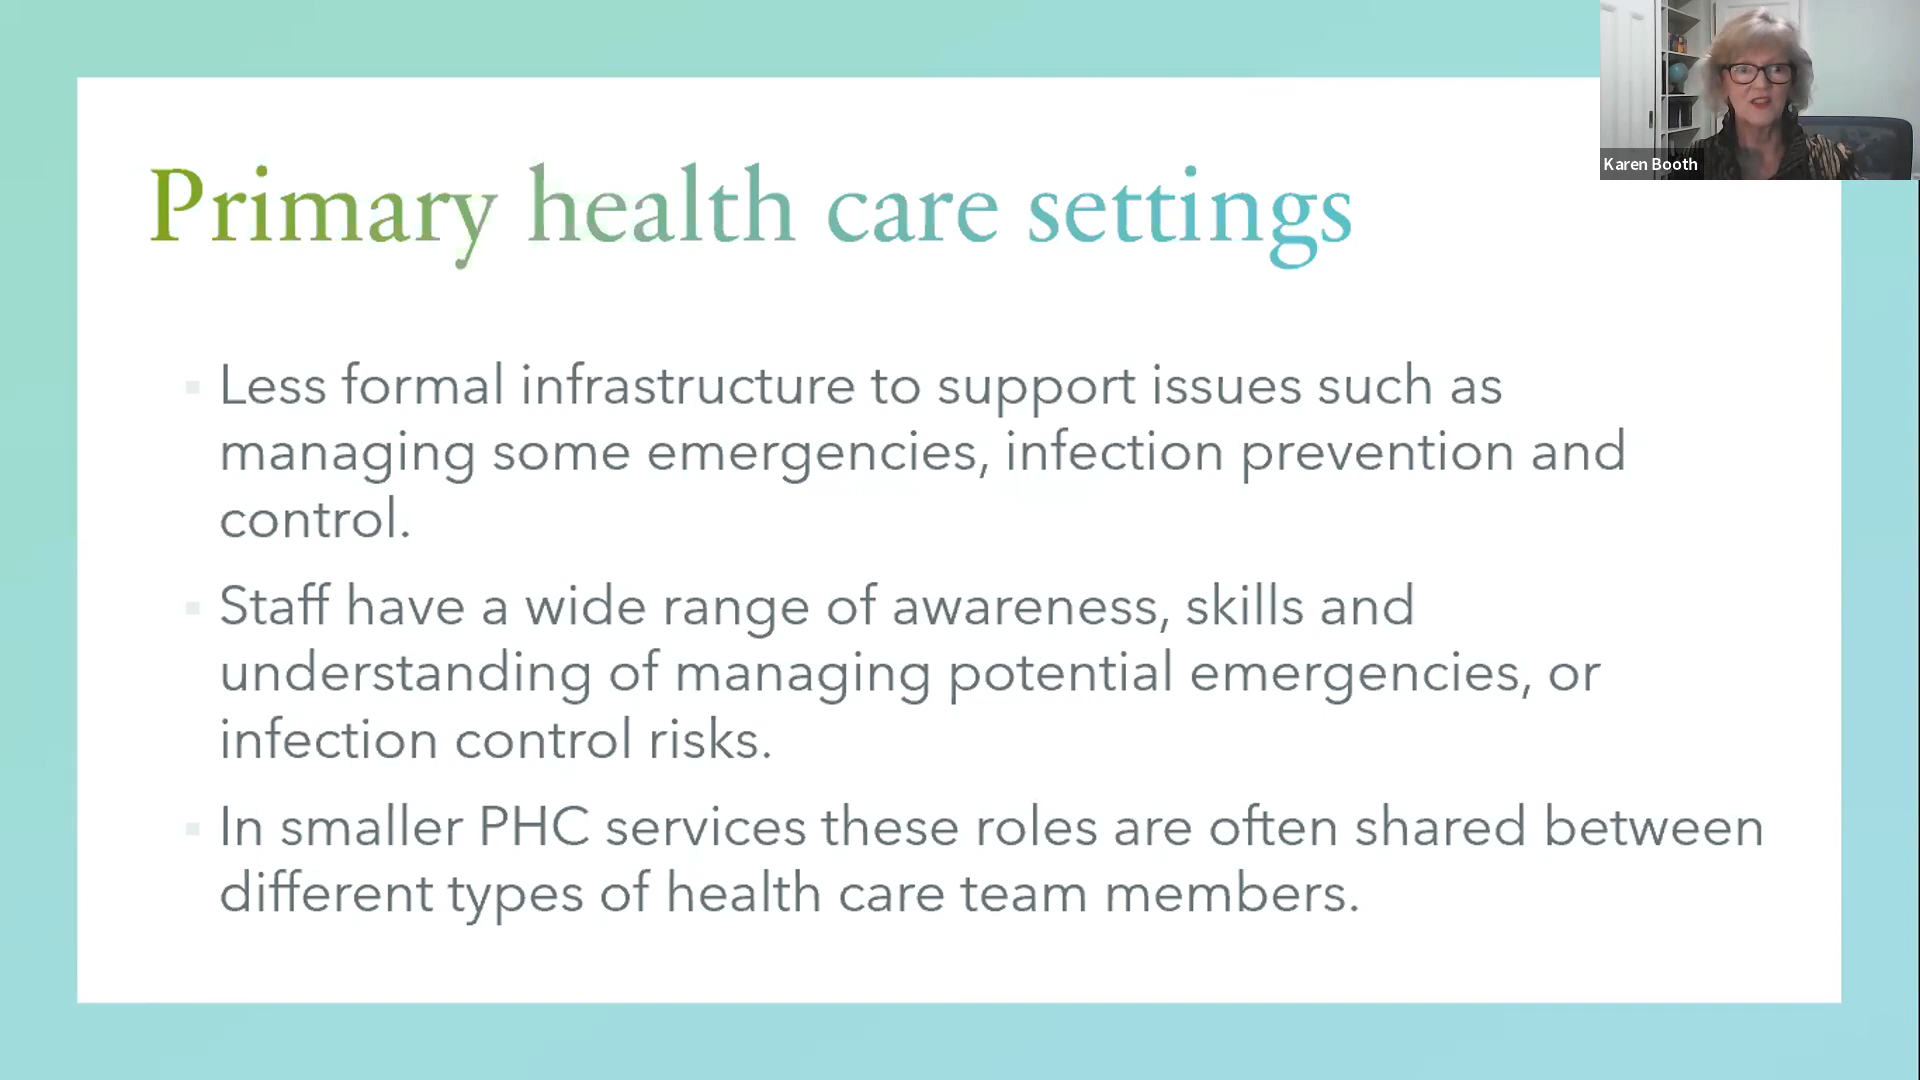 Primary health care settings
Karen Booth
Less formal infrastructure to support issues such as
managing some emergencies, infection prevention and
control.
Staff have a wide range of awareness, skills and
understanding of managing potential emergencies, or
infection control risks.
In smaller PHC services these roles are often shared between
different types of health care team members.